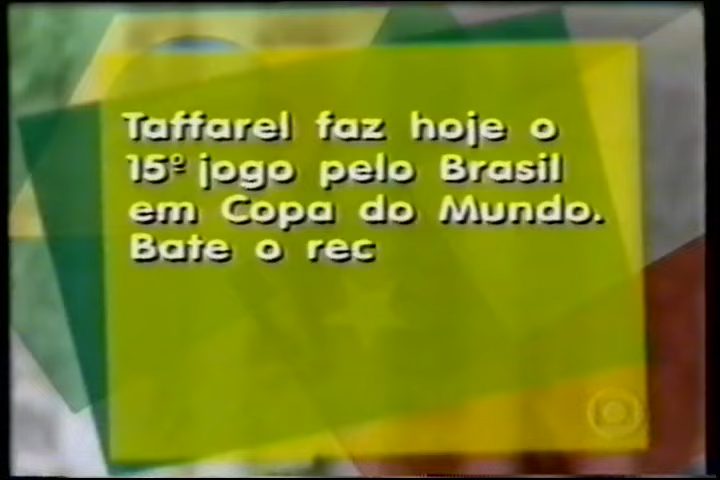 Taffarel faz hoje o
15º jogo pelo Brasil
em Copa do Mundo.
Bate o rec